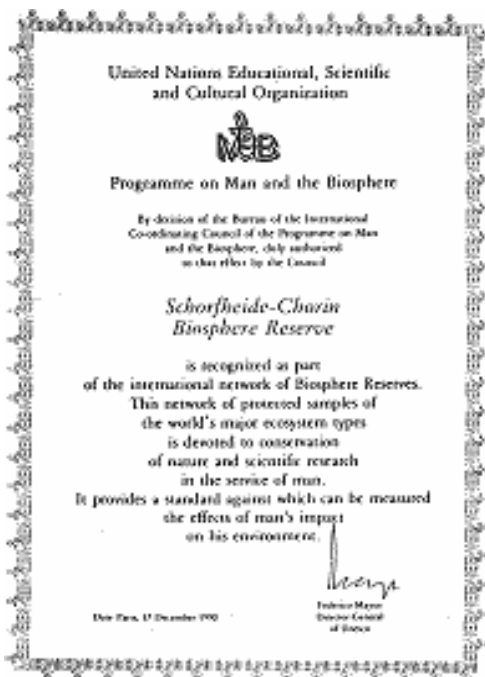 United Nations Educational, Scientific
and Cultural Organization
MAB
Programme on Man and the Biosphere
By decision of the Bureau of the International
Co-ordinating Council of the Programme on Man
and the Biosphere, duly authorized
to that effect by the Council
Schorfheide-Chorin
Biosphere Reserve
is recognized as part
of the international network of Biosphere Reserves.
This network of protected samples of
the world's major ecosystem types
is devoted to conservation
of nature and scientific research
in the service of man.
It provides a standard against which can be measured
the effects of man's impact
on his environment.
Federico Mayor
Director-General
of Unesco
Paris, 17 December